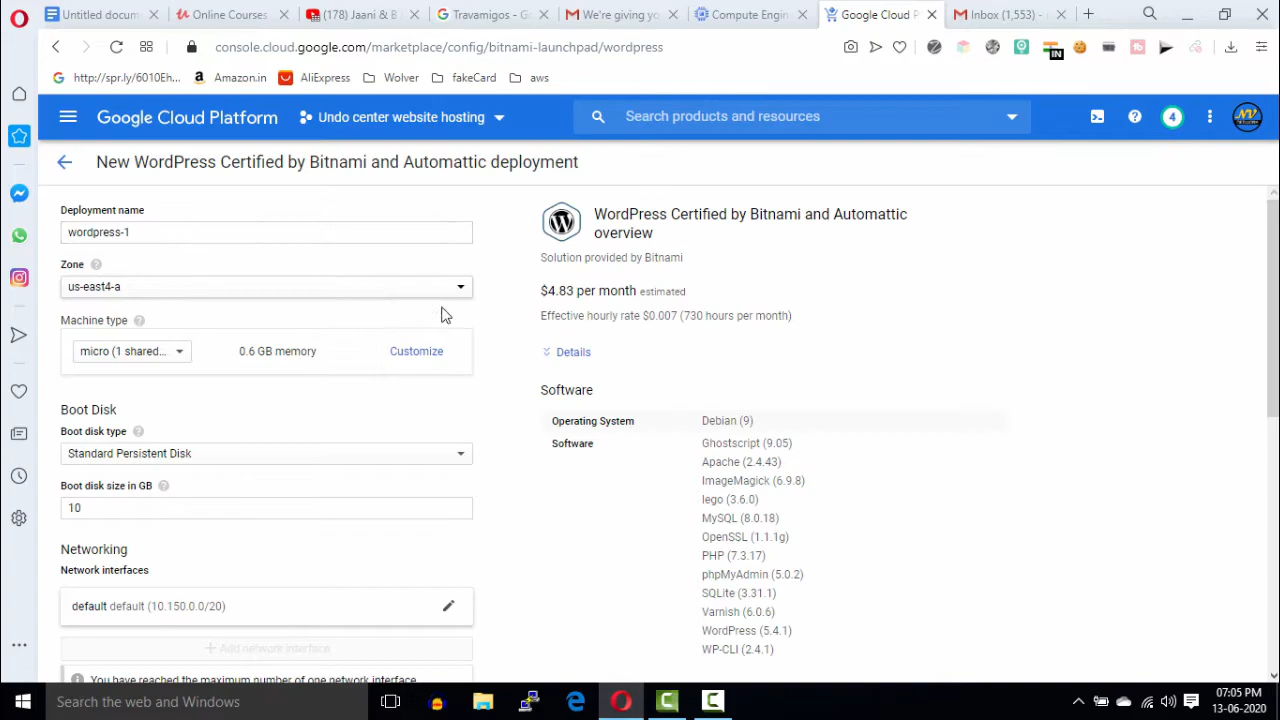 Untitled docum
Online Courses
(178) Jaani & B
Travamigos - G
We're giving yo
Compute Engin
Google Cloud P
Inbox (1,553) -
console.cloud.google.com/marketplace/config/bitnami-launchpad/wordpress
IN
http://spr.ly/6010Eh...
Amazon.in
AliExpress
Wolver
fakeCard
aws
Google Cloud Platform
Undo center website hosting
Search products and resources
4
New WordPress Certified by Bitnami and Automattic deployment
Deployment name
wordpress-1
Zone
us-east4-a
Machine type
micro (1 shared...
0.6 GB memory
Customize
Boot Disk
Boot disk type
Standard Persistent Disk
Boot disk size in GB
10
Networking
Network interfaces
default default (10.150.0.0/20)
+ Add network interface
You have reached the maximum number of one network interface
WordPress Certified by Bitnami and Automattic
overview
Solution provided by Bitnami
$4.83 per month estimated
Effective hourly rate $0.007 (730 hours per month)
Details
Software
Operating System
Debian (9)
Software
Ghostscript (9.05)
Apache (2.4.43)
ImageMagick (6.9.8)
lego (3.6.0)
MySQL (8.0.18)
OpenSSL (1.1.1g)
PHP (7.3.17)
phpMyAdmin (5.0.2)
SQLite (3.31.1)
Varnish (6.0.6)
WordPress (5.4.1)
WP-CLI (2.4.1)
Search the web and Windows
07:05 PM
13-06-2020